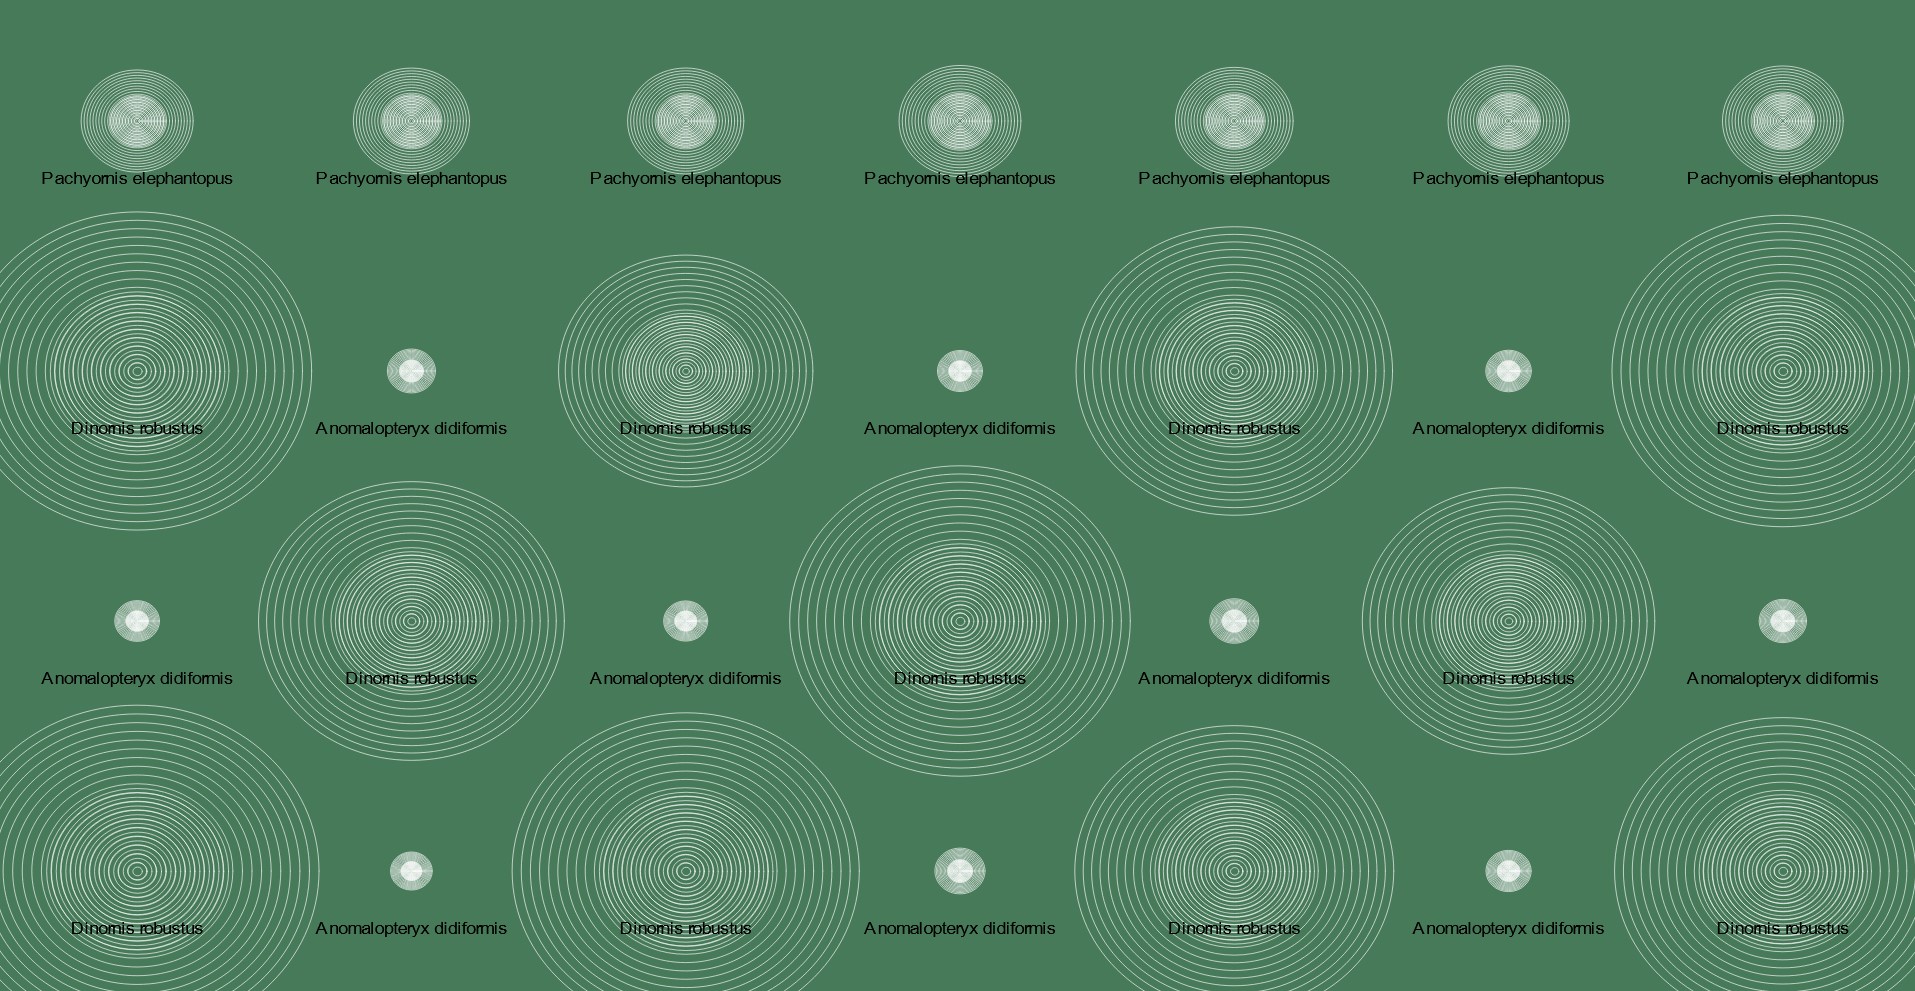 Pachyornis elephantopus Pachyornis elephantopus Pachyornis elephantopus Pachyornis elephantopus Pachyornis elephantopus Pachyornis elephantopus Pachyornis elephantopus
Dinornis robustus Anomalopteryx didiformis Dinornis robustus Anomalopteryx didiformis Dinornis robustus Anomalopteryx didiformis Dinornis robustus
Anomalopteryx didiformis Dinornis robustus Anomalopteryx didiformis Dinornis robustus Anomalopteryx didiformis Dinornis robustus Anomalopteryx didiformis
Dinornis robustus Anomalopteryx didiformis Dinornis robustus Anomalopteryx didiformis Dinornis robustus Anomalopteryx didiformis Dinornis robustus